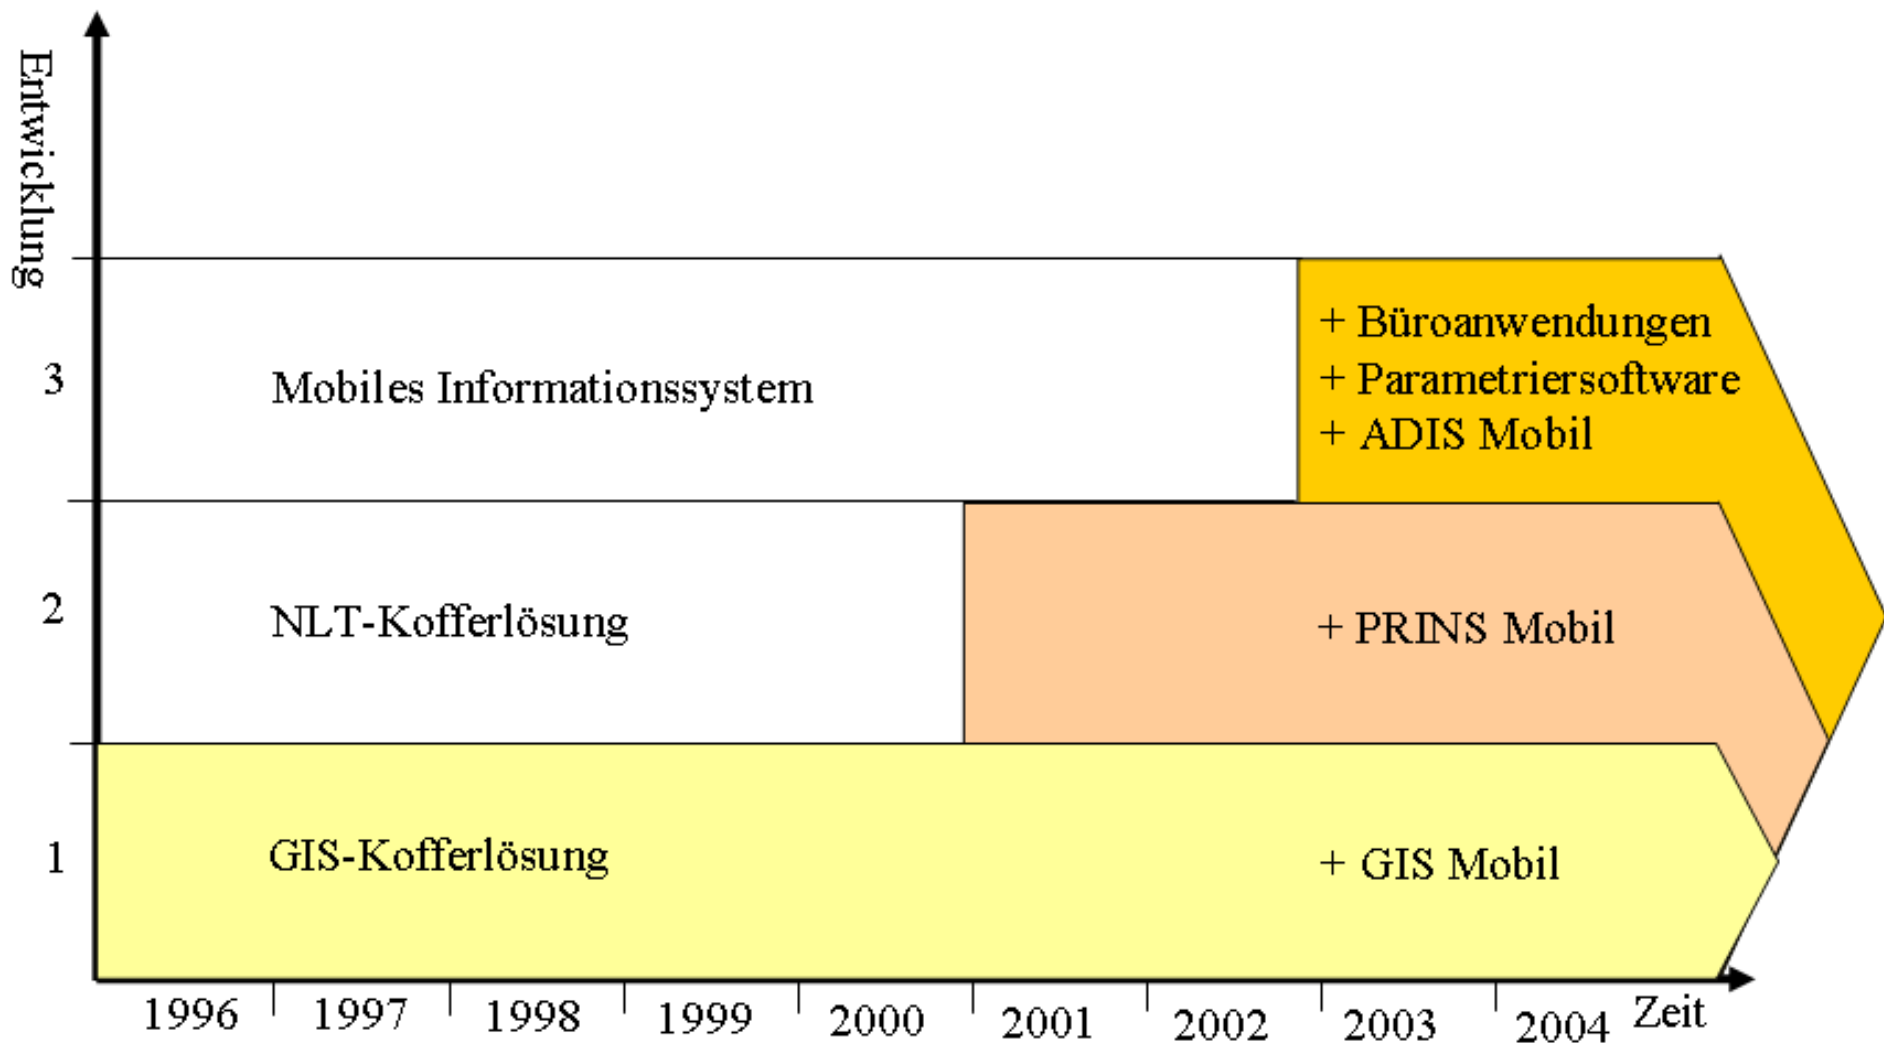 Entwicklung
3
Mobiles Informationssystem
+ Büroanwendungen
+ Parametriersoftware
+ ADIS Mobil
2
NLT-Kofferlösung
+ PRINS Mobil
1
GIS-Kofferlösung
+ GIS Mobil
1996 1997 1998 1999 2000 2001 2002 2003 2004 Zeit